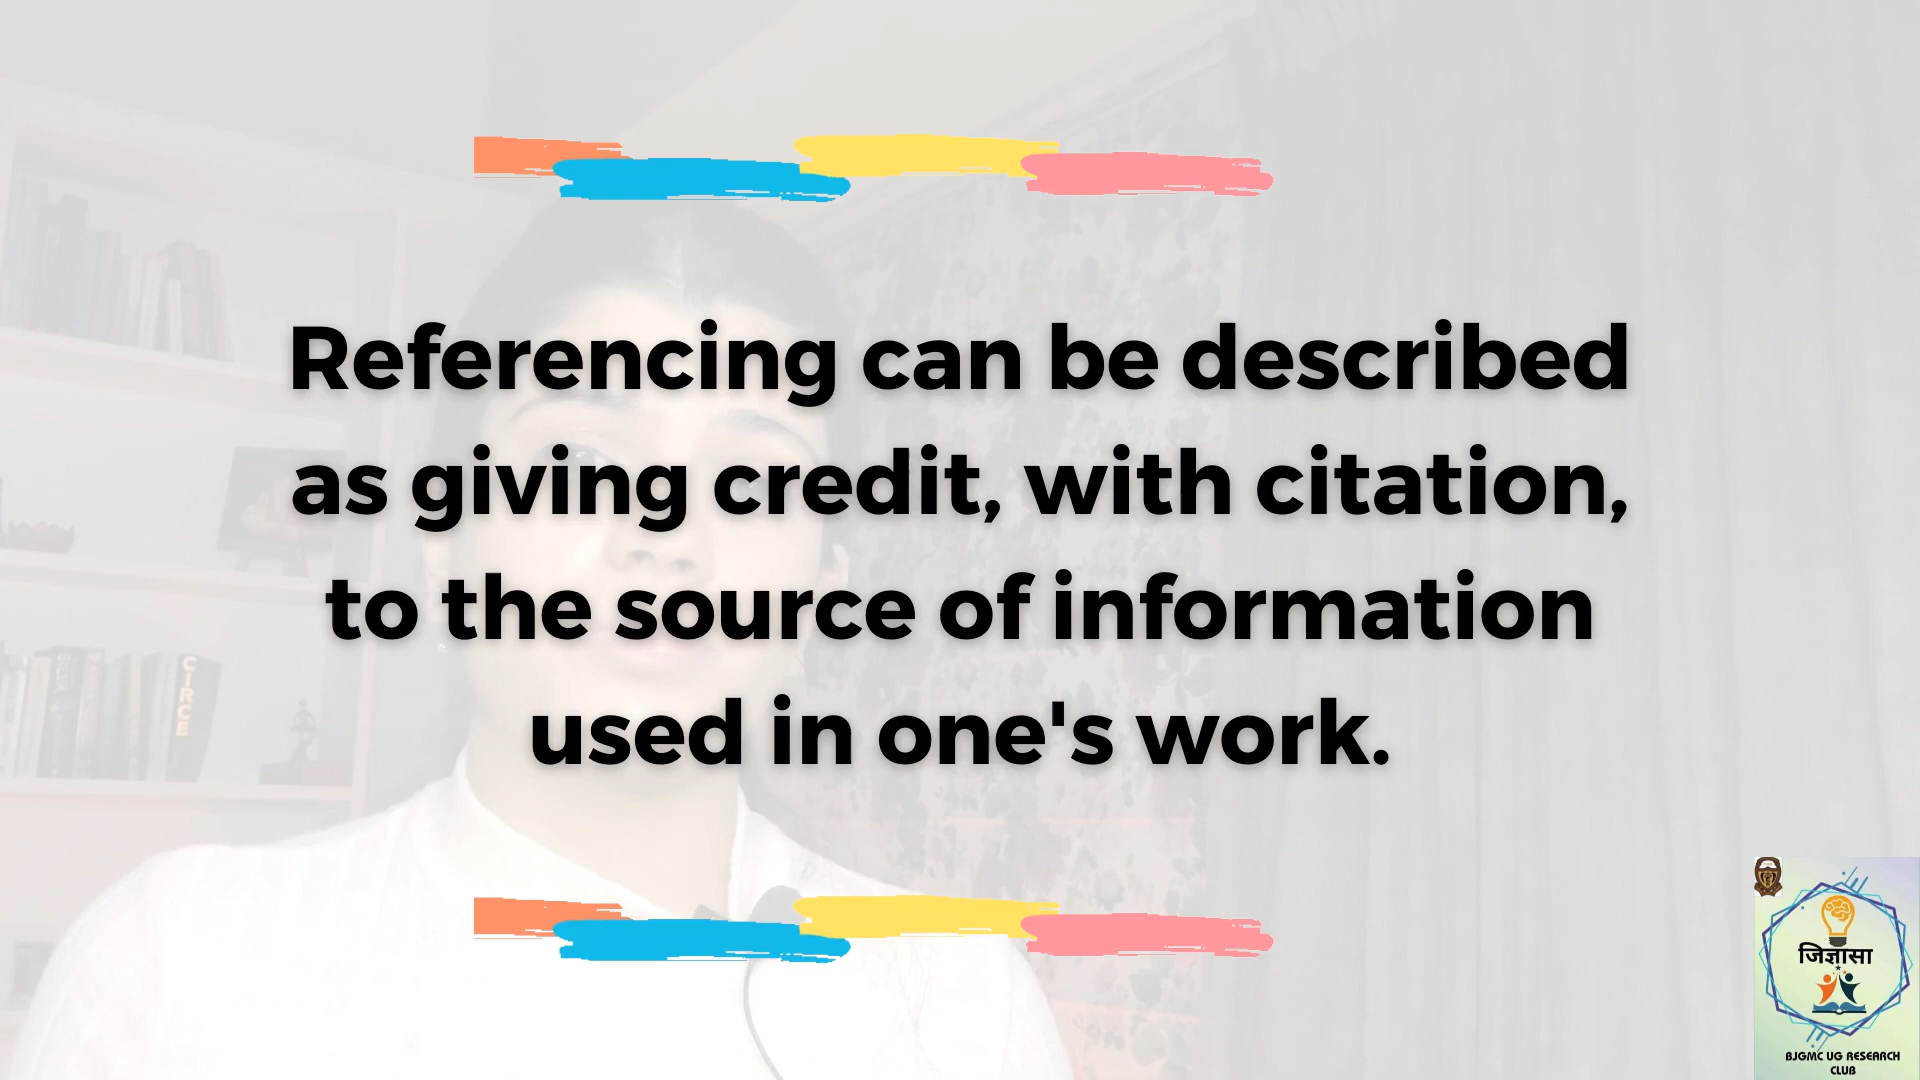 Referencing can be described
as giving credit, with citation,
to the source of information
used in one's work.
CIRCE
जिज्ञासा
BJGMC UG RESEARCH
CLUB